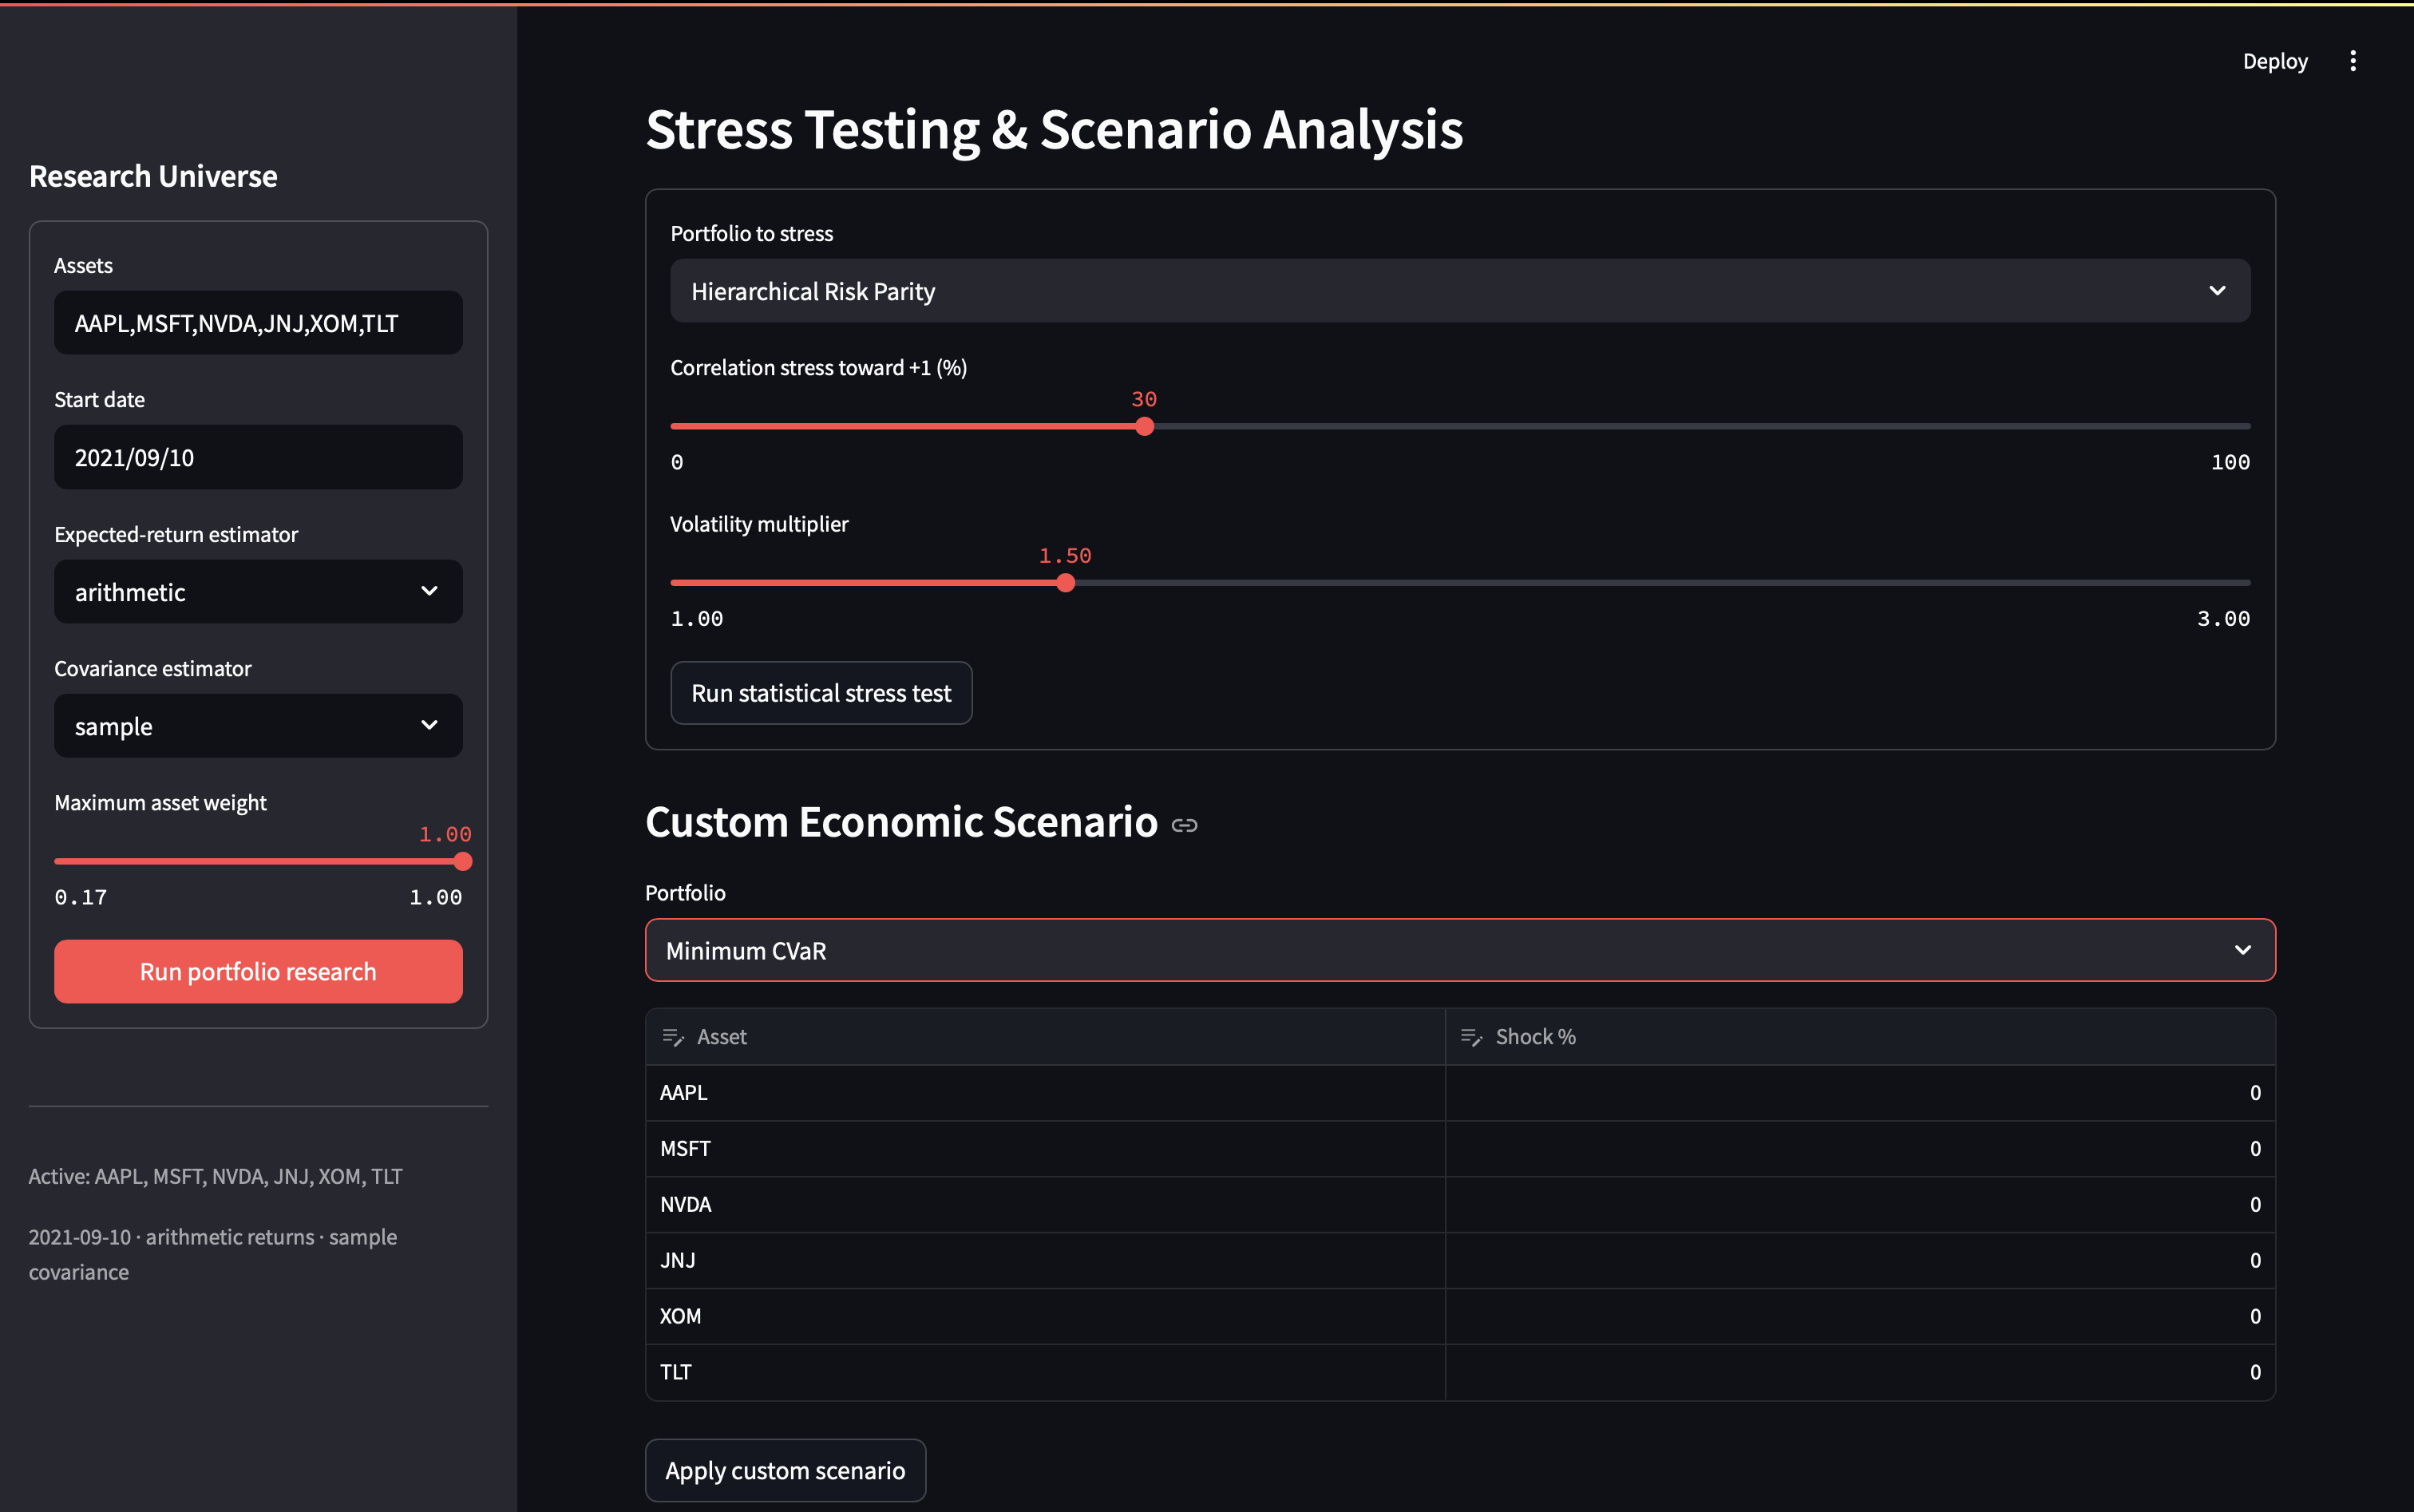 Deploy
Research Universe
Assets
AAPL,MSFT,NVDA,JNJ,XOM,TLT
Start date
2021/09/10
Expected-return estimator
arithmetic
Covariance estimator
sample
Maximum asset weight
1.00
0.17 1.00
Run portfolio research
Active: AAPL, MSFT, NVDA, JNJ, XOM, TLT
2021-09-10 · arithmetic returns · sample
covariance
Stress Testing & Scenario Analysis
Portfolio to stress
Hierarchical Risk Parity
Correlation stress toward +1 (%)
30
0 100
Volatility multiplier
1.50
1.00 3.00
Run statistical stress test
Custom Economic Scenario
Portfolio
Minimum CVaR
Asset Shock %
AAPL 0
MSFT 0
NVDA 0
JNJ 0
XOM 0
TLT 0
Apply custom scenario